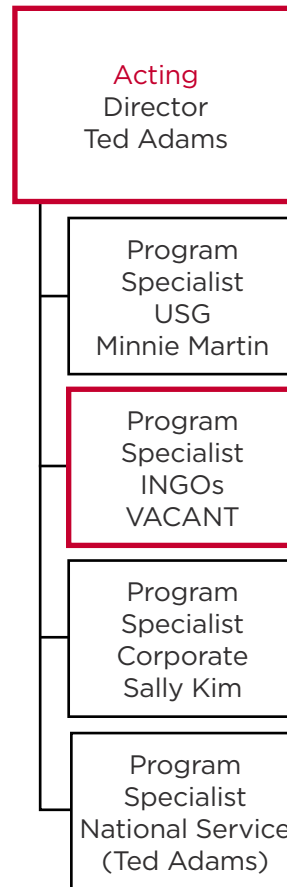 Acting
Director
Ted Adams
Program
Specialist
USG
Minnie Martin
Program
Specialist
INGOs
VACANT
Program
Specialist
Corporate
Sally Kim
Program
Specialist
National Service
(Ted Adams)